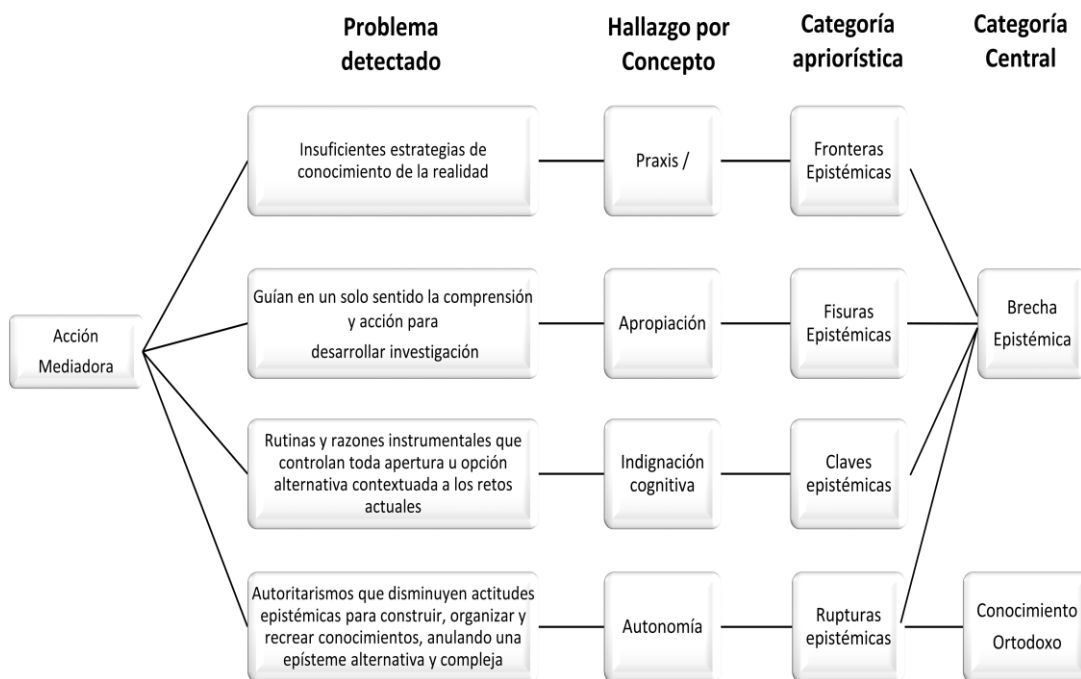 Problema
detectado
Hallazgo por
Concepto
Categoría
apriorística
Categoría
Central
Insuficientes estrategias de
conocimiento de la realidad
Praxis /
Fronteras
Epistémicas
Guían en un solo sentido la comprensión
y acción para
desarrollar investigación
Apropiación
Fisuras
Epistémicas
Brecha
Epistémica
Acción
Mediadora
Rutinas y razones instrumentales que
controlan toda apertura u opción
alternativa contextuada a los retos
actuales
Indignación
cognitiva
Claves
epistémicas
Autoritarismos que disminuyen actitudes
epistémicas para construir, organizar y
recrear conocimientos, anulando una
epísteme alternativa y compleja
Autonomía
Rupturas
epistémicas
Conocimiento
Ortodoxo